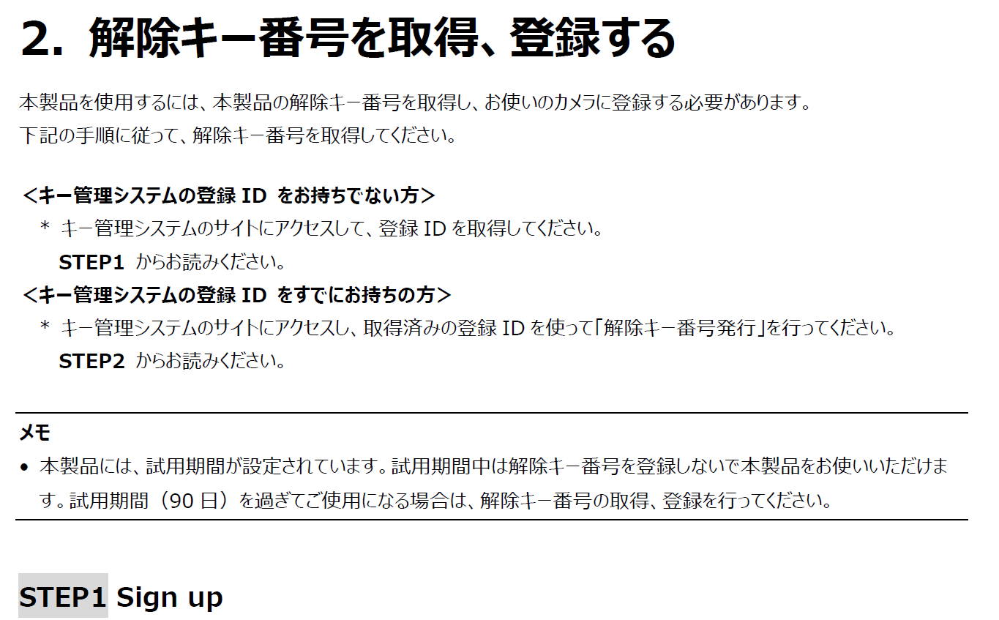 2. 解除キー番号を取得、登録する
本製品を使用するには、本製品の解除キー番号を取得し、お使いのカメラに登録する必要があります。
下記の手順に従って、解除キー番号を取得してください。
＜キー管理システムの登録 ID をお持ちでない方＞
* キー管理システムのサイトにアクセスして、登録 ID を取得してください。
STEP1 からお読みください。
＜キー管理システムの登録 ID をすでにお持ちの方＞
* キー管理システムのサイトにアクセスし、取得済みの登録 ID を使って「解除キー番号発行」を行ってください。
STEP2 からお読みください。
メモ
• 本製品には、試用期間が設定されています。試用期間中は解除キー番号を登録しないで本製品をお使いいただけま
す。試用期間（90 日）を過ぎてご使用になる場合は、解除キー番号の取得、登録を行ってください。
STEP1 Sign up